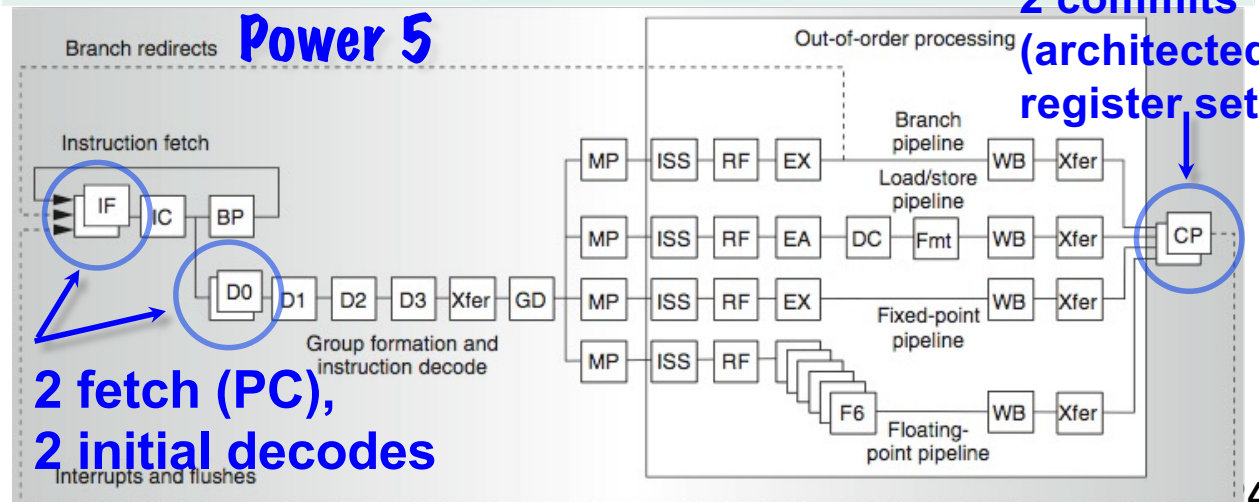 Power 5
2 commits
(architected
register set
Branch redirects
Out-of-order processing
Instruction fetch
IF
IC
BP
D0
D1
D2
D3
Xfer
GD
Group formation and
instruction decode
MP
ISS
RF
EX
Branch
pipeline
WB
Xfer
Load/store
pipeline
MP
ISS
RF
EA
DC
Fmt
WB
Xfer
CP
MP
ISS
RF
EX
Fixed-point
pipeline
WB
Xfer
MP
ISS
RF
F6
Floating-
point pipeline
WB
Xfer
2 fetch (PC),
2 initial decodes
Interrupts and flushes